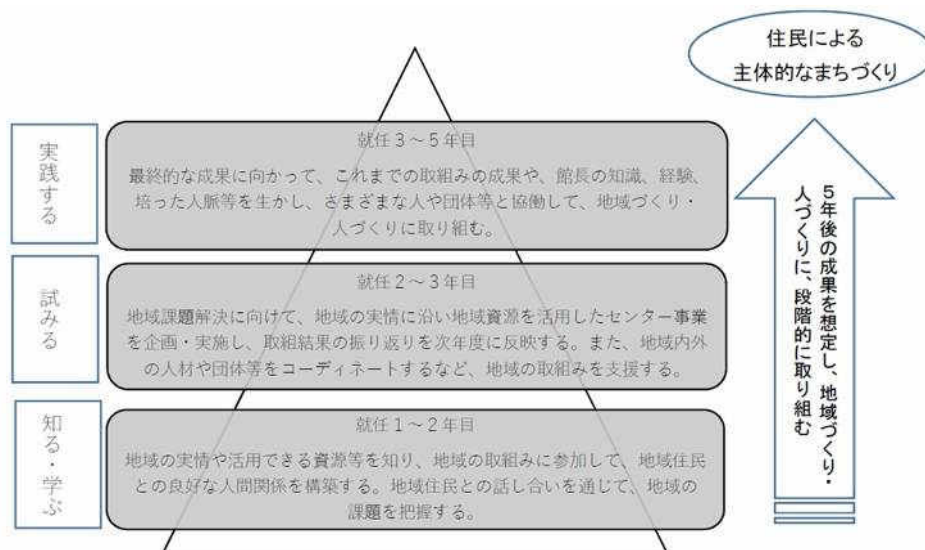 住民による
主体的なまちづくり
実践する
就任3～5年目
最終的な成果に向かって、これまでの取組みの成果や、館長の知識、経験、
培った人脈等を生かし、さまざまな人や団体等と協働して、地域づくり・
人づくりに取り組む。
試みる
就任2～3年目
地域課題解決に向けて、地域の実情に沿い地域資源を活用したセンター事業
を企画・実施し、取組結果の振り返りを次年度に反映する。また、地域内外
の人材や団体等をコーディネートするなど、地域の取組みを支援する。
知る・学ぶ
就任1～2年目
地域の実情や活用できる資源等を知り、地域の取組みに参加して、地域住民
との良好な人間関係を構築する。地域住民との話し合いを通じて、地域の
課題を把握する。
5年後の成果を想定し、地域づくり・
人づくりに、段階的に取り組む